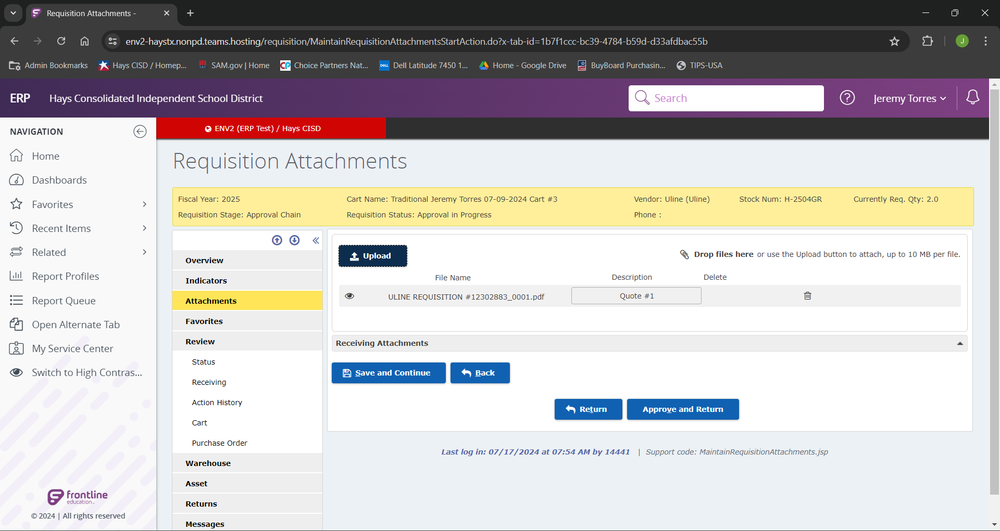 Requisition Attachments -
env2-haystx.nonpd.teams.hosting/requisition/MaintainRequisitionAttachmentsStartAction.do?x-tab-id=1b7f1ccc-bc39-4784-b59d-d33afdbac55b
J
Admin Bookmarks
Hays CISD / Homep...
SAM.gov | Home
CP Choice Partners Nat...
DELL Dell Latitude 7450 1...
Home - Google Drive
BuyBoard Purchasin...
TIPS-USA
ERP Hays Consolidated Independent School District
Search
? Jeremy Torres
NAVIGATION
ENV2 (ERP Test) / Hays CISD
Home
Dashboards
Favorites
Recent Items
Related
Report Profiles
Report Queue
Open Alternate Tab
My Service Center
Switch to High Contras...
frontline
education
© 2024 | All rights reserved
Requisition Attachments
Fiscal Year: 2025
Cart Name: Traditional Jeremy Torres 07-09-2024 Cart #3
Vendor: Uline (Uline)
Stock Num: H-2504GR
Currently Req. Qty: 2.0
Requisition Stage: Approval Chain
Requisition Status: Approval in Progress
Phone :
Overview
Indicators
Attachments
Favorites
Review
Status
Receiving
Action History
Cart
Purchase Order
Warehouse
Asset
Returns
Messages
Upload
Drop files here or use the Upload button to attach, up to 10 MB per file.
File Name Description Delete
ULINE REQUISITION #12302883_0001.pdf Quote #1
Receiving Attachments
Save and Continue
Back
Return
Approve and Return
Last log in: 07/17/2024 at 07:54 AM by 14441 | Support code: MaintainRequisitionAttachments.jsp